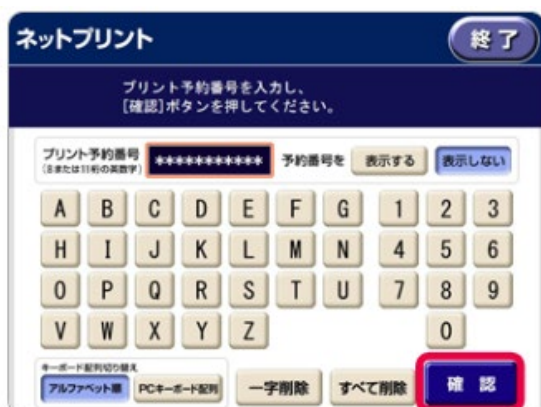 ネットプリント
終了
プリント予約番号を入力し、
[確認]ボタンを押してください。
プリント予約番号
(8または11桁の英数字)
***********
予約番号を
表示する
表示しない
A B C D E F G 1 2 3
H I J K L M N 4 5 6
O P Q R S T U 7 8 9
V W X Y Z 0
キーボード配列切り替え
アルファベット順
PCキーボード配列
一字削除
すべて削除
確認